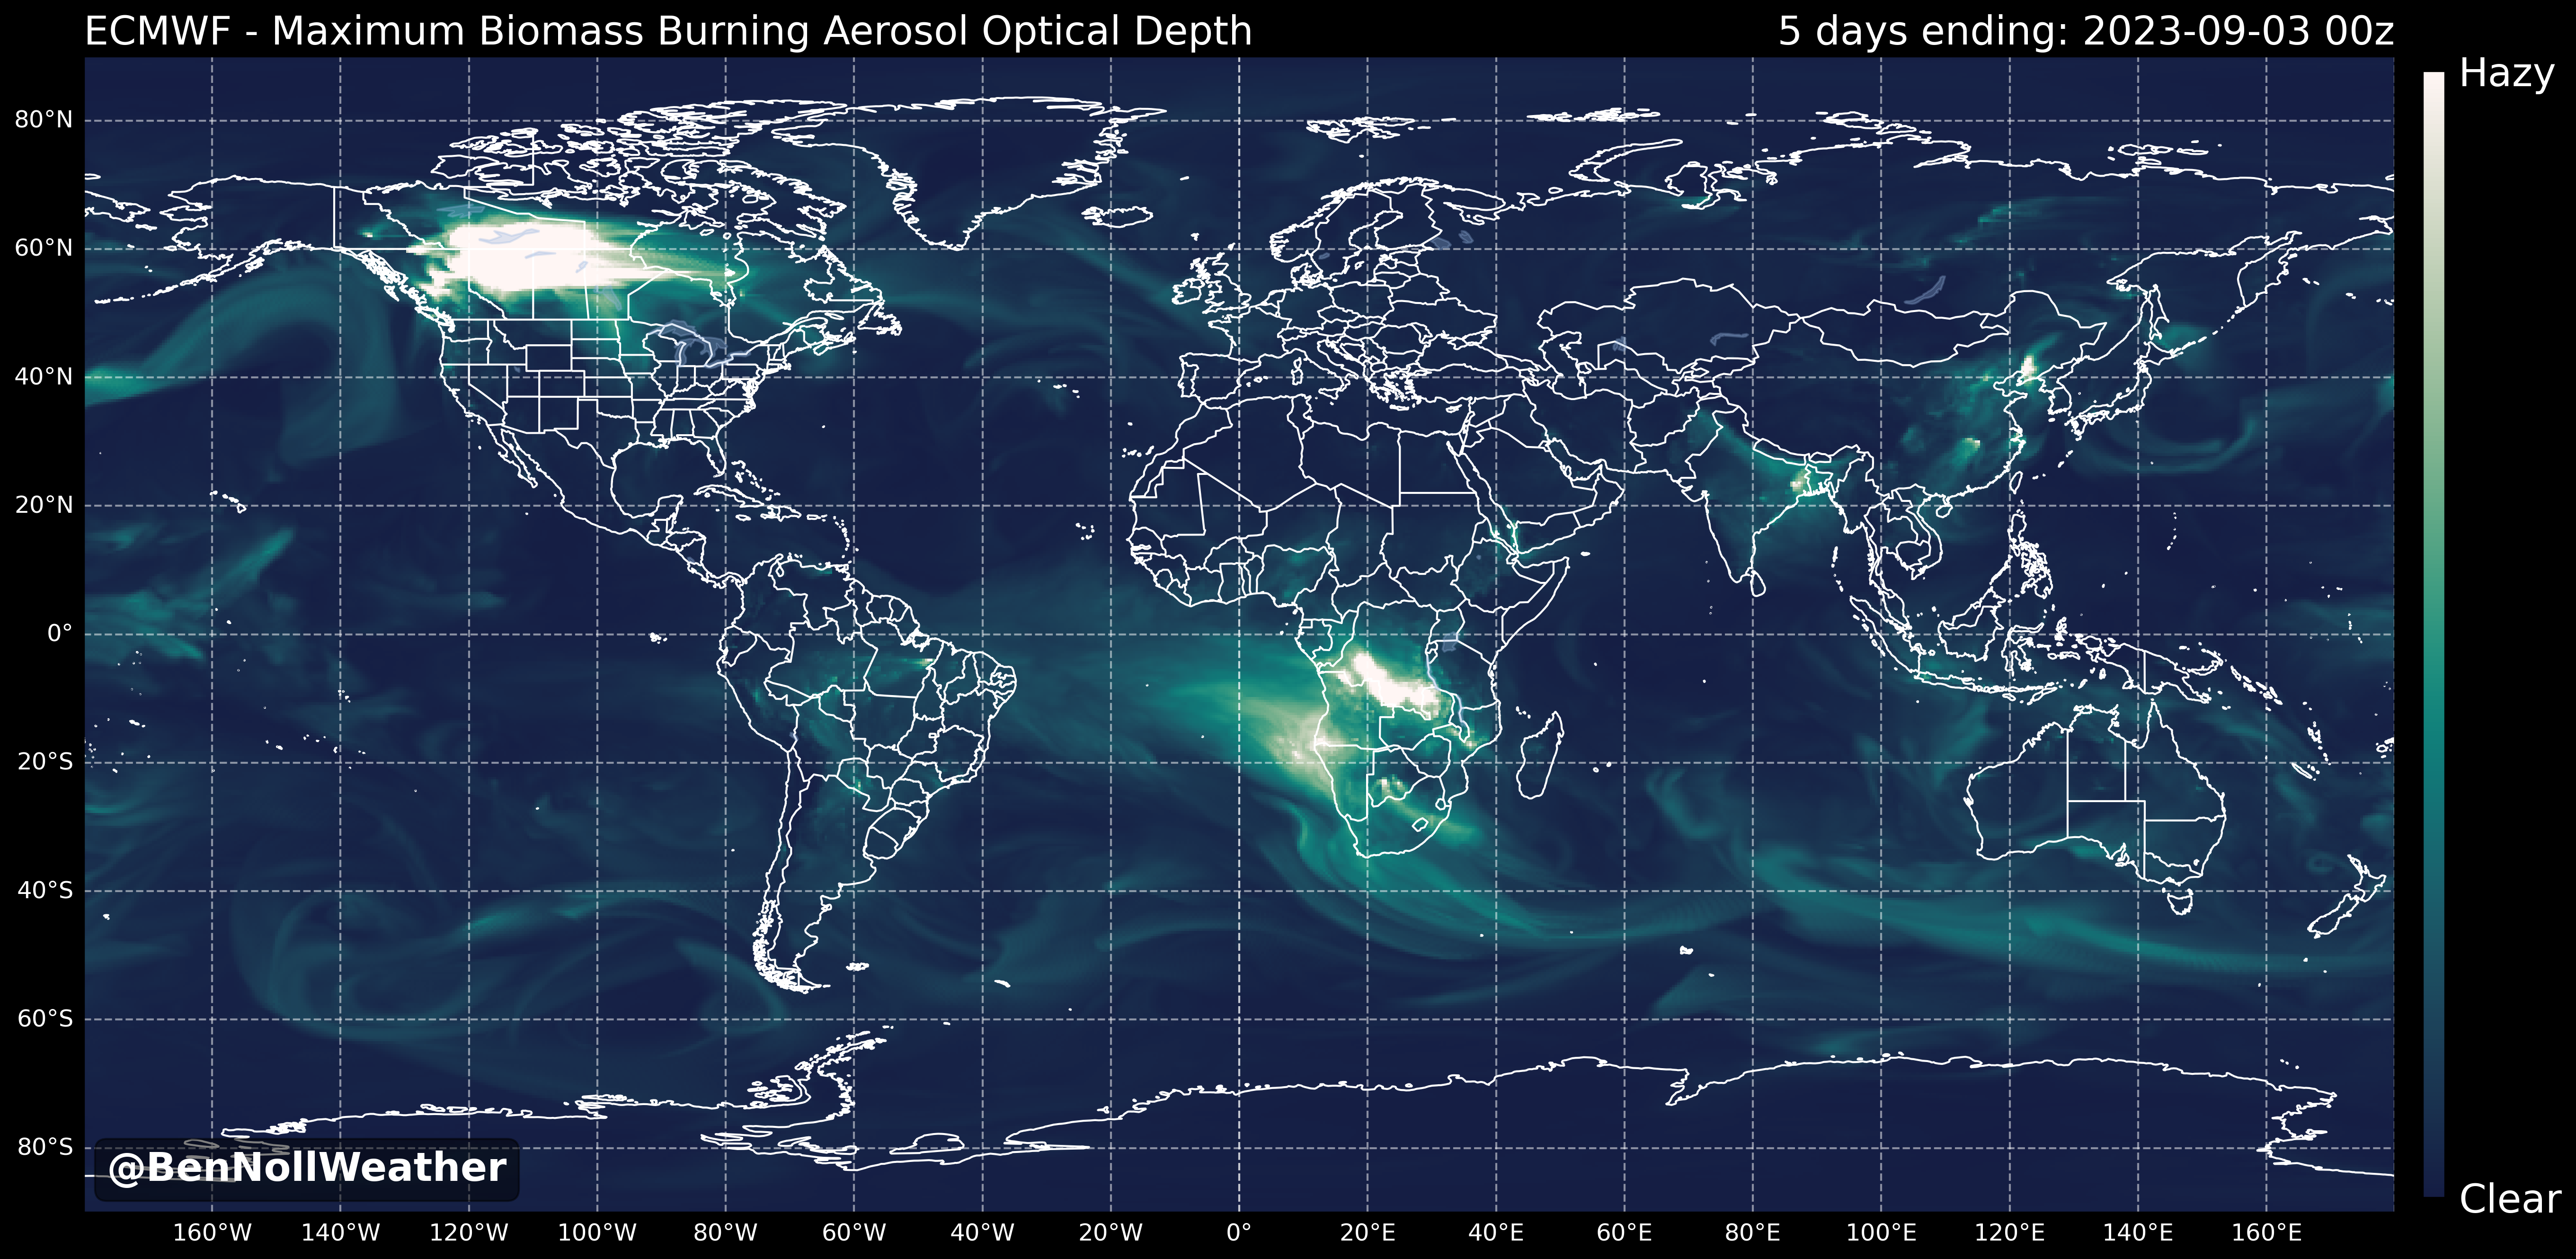 ECMWF - Maximum Biomass Burning Aerosol Optical Depth
5 days ending: 2023-09-03 00z
Hazy
80°N
60°N
40°N
20°N
0°
20°S
40°S
60°S
80°S
@BenNollWeather
Clear
160°W 140°W 120°W 100°W 80°W 60°W 40°W 20°W 0° 20°E 40°E 60°E 80°E 100°E 120°E 140°E 160°E